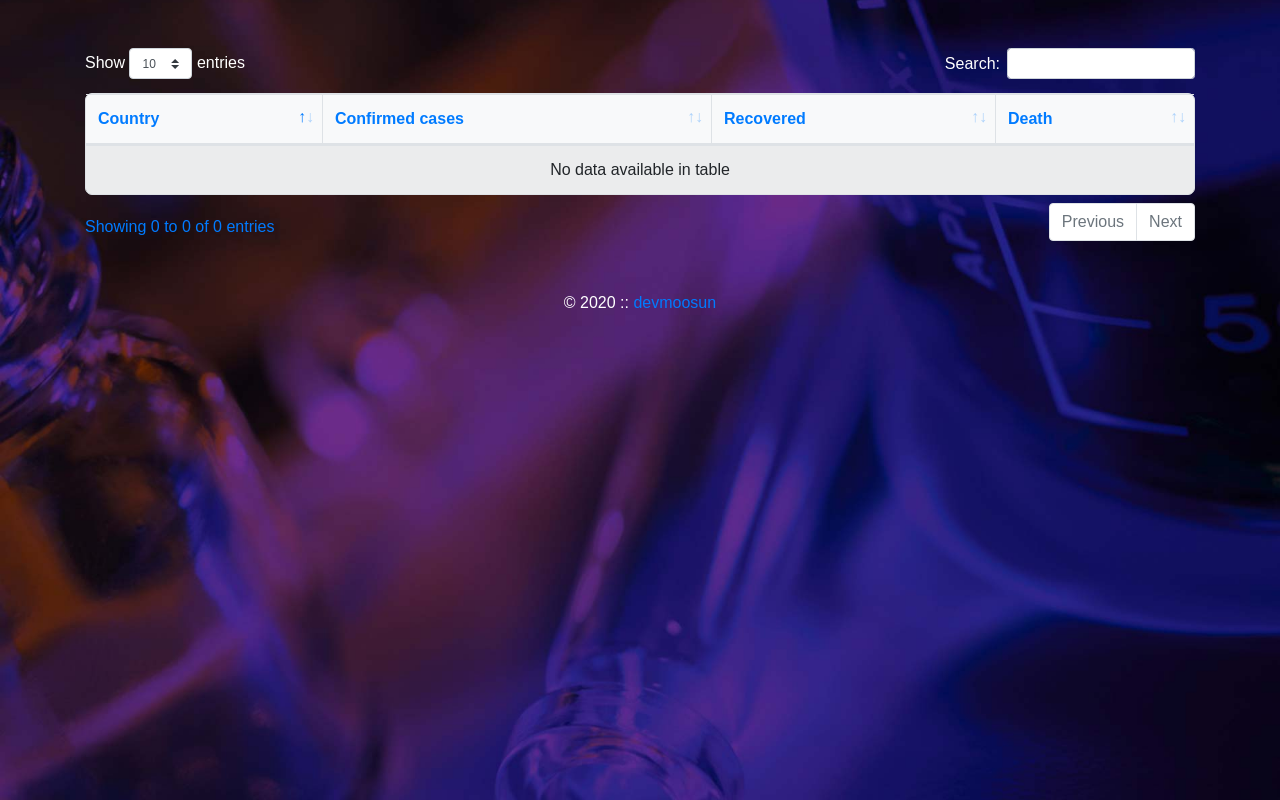 Show 10 entries
Search:
Country ↑↓ Confirmed cases ↑↓ Recovered ↑↓ Death ↑↓
No data available in table
Showing 0 to 0 of 0 entries
Previous Next
© 2020 :: devmoosun